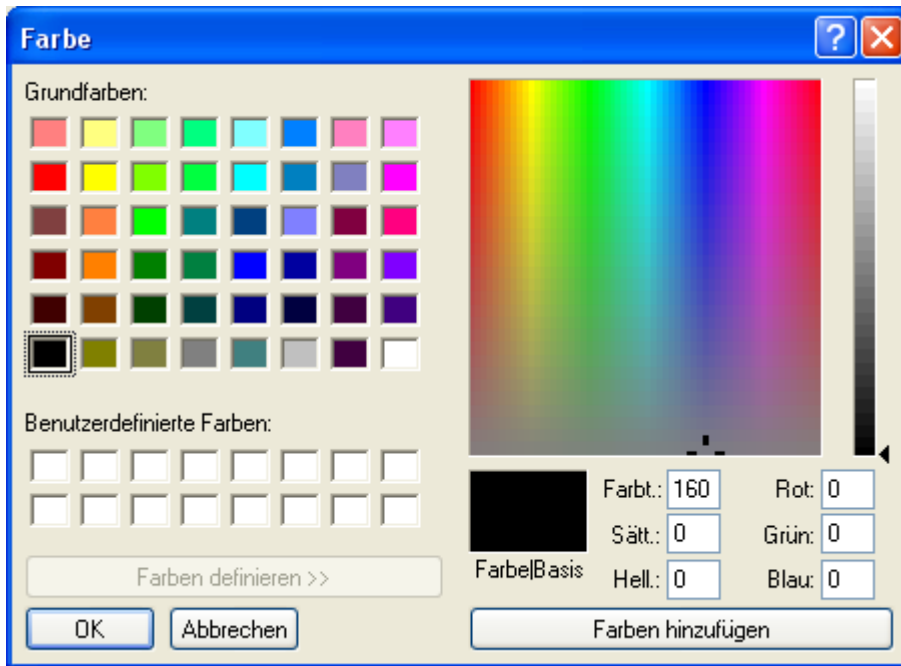 Farbe
Grundfarben:
Benutzerdefinierte Farben:
Farben definieren >>
OK Abbrechen
Farbe|Basis
Farbt.: 160 Rot: 0
Sätt.: 0 Grün: 0
Hell.: 0 Blau: 0
Farben hinzufügen